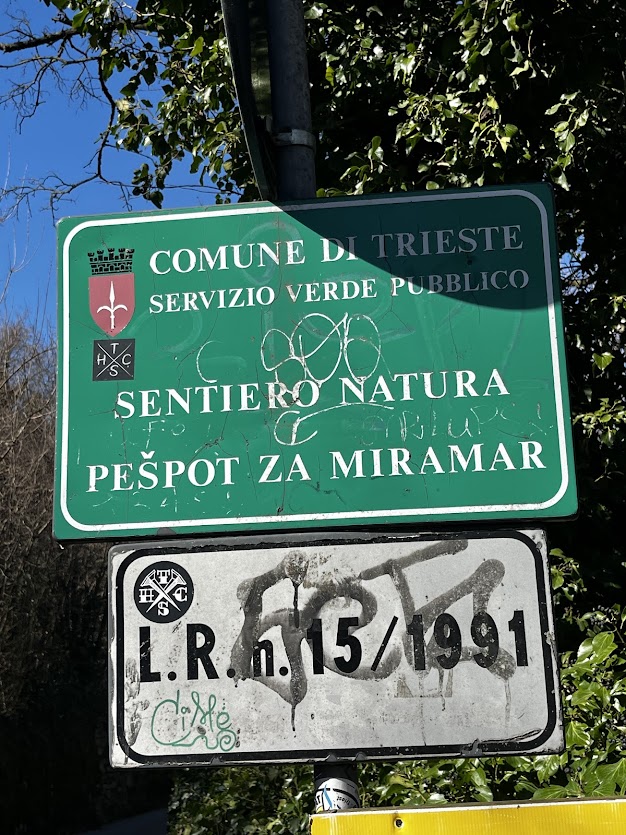 COMUNE DI TRIESTE
SERVIZIO VERDE PUBBLICO
T
H C
S
SENTIERO NATURA
PEŠPOT ZA MIRAMAR
T
H C
S
L.R.n.15/1991